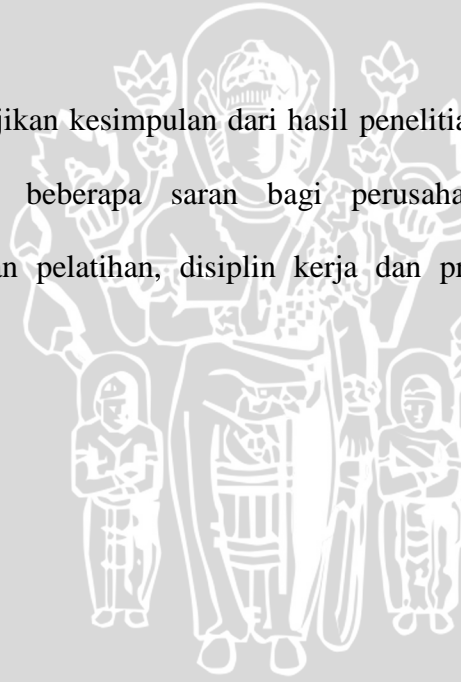 jikan kesimpulan dari hasil penelitia
beberapa saran bagi perusaha
an pelatihan, disiplin kerja dan pr